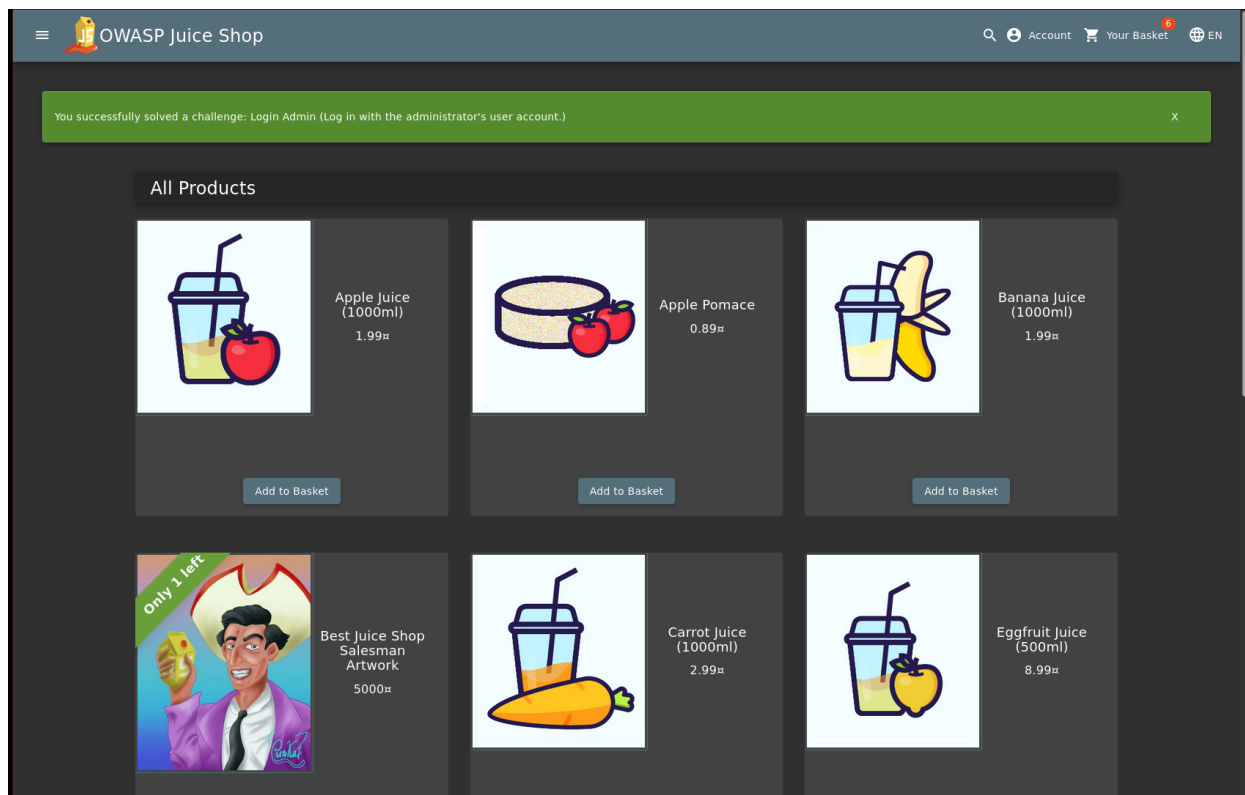 OWASP Juice Shop
Account
Your Basket
6
EN
You successfully solved a challenge: Login Admin (Log in with the administrator's user account.)
X
All Products
Apple Juice
(1000ml)
1.99¤
Add to Basket
Apple Pomace
0.89¤
Add to Basket
Banana Juice
(1000ml)
1.99¤
Add to Basket
Only 1 left
Best Juice Shop
Salesman
Artwork
5000¤
Carrot Juice
(1000ml)
2.99¤
Eggfruit Juice
(500ml)
8.99¤